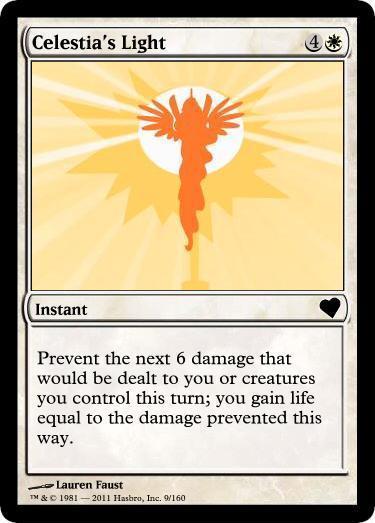 Celestia's Light 4
Instant
Prevent the next 6 damage that
would be dealt to you or creatures
you control this turn; you gain life
equal to the damage prevented this
way.
Lauren Faust
™ & © 1981 — 2011 Hasbro, Inc. 9/160